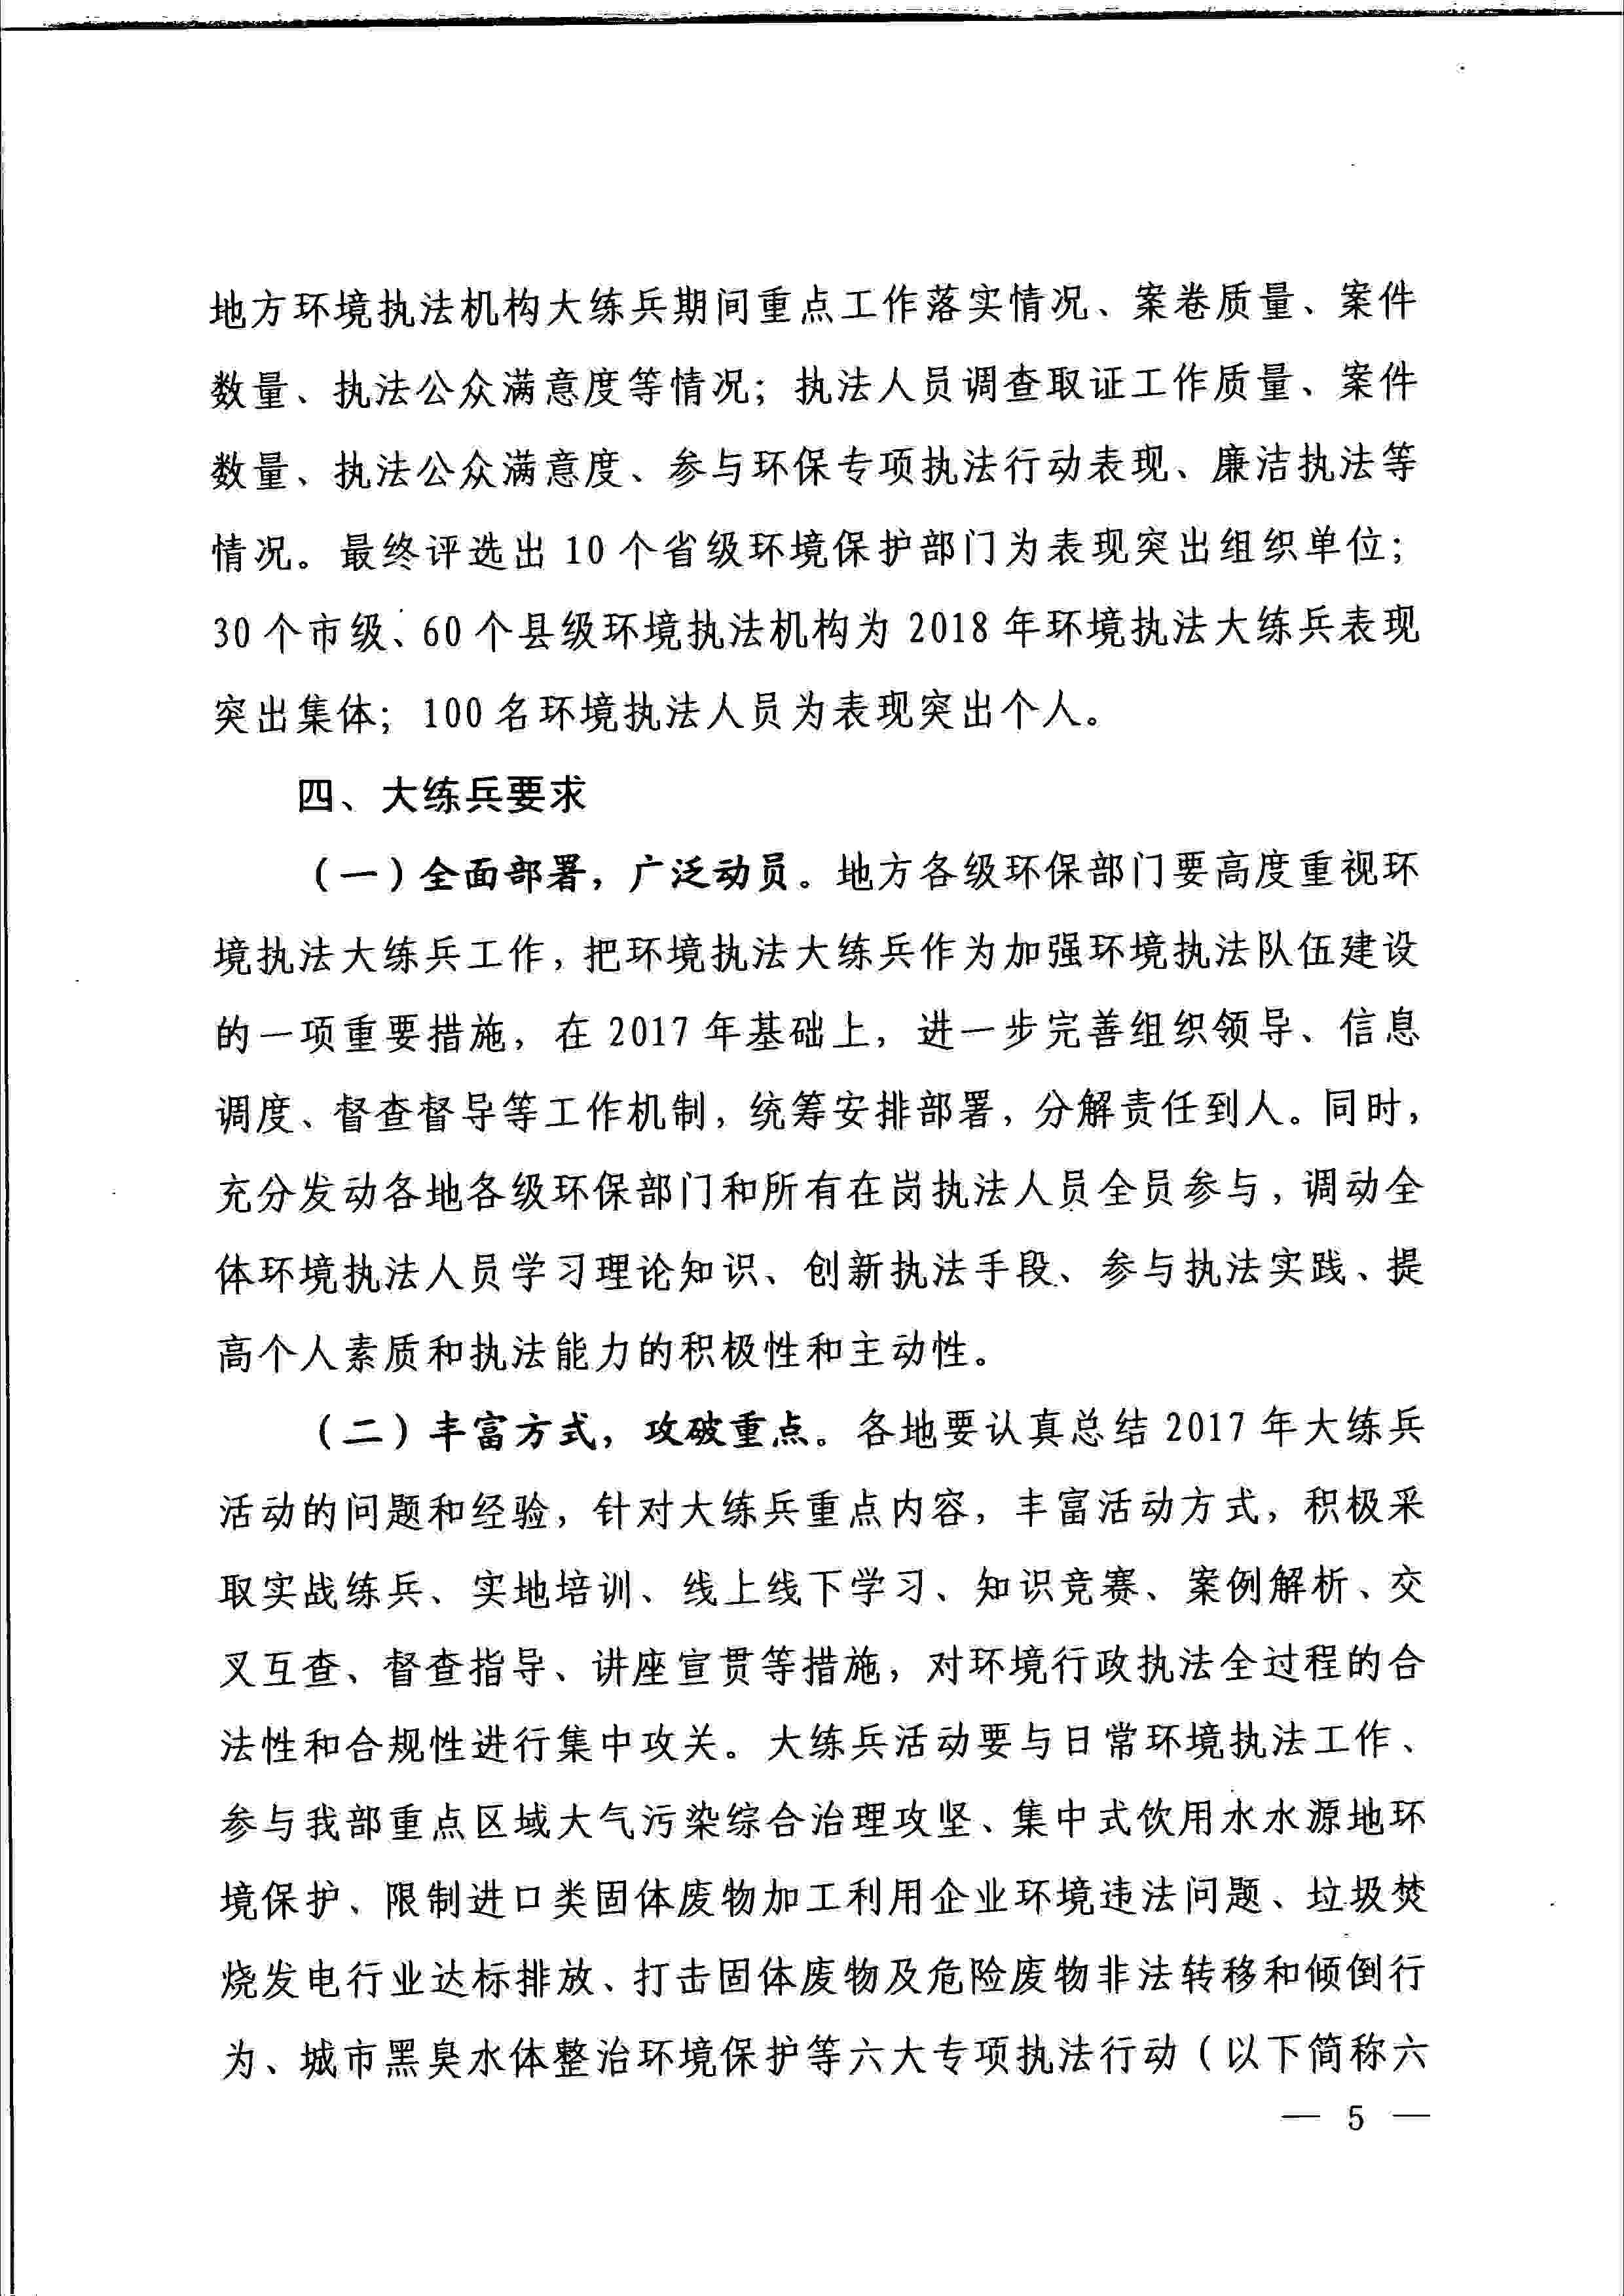 地方环境执法机构大练兵期间重点工作落实情况、案卷质量、案件
数量、执法公众满意度等情况；执法人员调查取证工作质量、案件
数量、执法公众满意度、参与环保专项执法行动表现、廉洁执法等
情况。最终评选出 10 个省级环境保护部门为表现突出组织单位；
30 个市级、60 个县级环境执法机构为 2018 年环境执法大练兵表现
突出集体；100 名环境执法人员为表现突出个人。
四、大练兵要求
（一）全面部署，广泛动员。地方各级环保部门要高度重视环
境执法大练兵工作，把环境执法大练兵作为加强环境执法队伍建设
的一项重要措施，在 2017 年基础上，进一步完善组织领导、信息
调度、督查督导等工作机制，统筹安排部署，分解责任到人。同时，
充分发动各地各级环保部门和所有在岗执法人员全员参与，调动全
体环境执法人员学习理论知识、创新执法手段、参与执法实践、提
高个人素质和执法能力的积极性和主动性。
（二）丰富方式，攻破重点。各地要认真总结 2017 年大练兵
活动的问题和经验，针对大练兵重点内容，丰富活动方式，积极采
取实战练兵、实地培训、线上线下学习、知识竞赛、案例解析、交
叉互查、督查指导、讲座宣贯等措施，对环境行政执法全过程的合
法性和合规性进行集中攻关。大练兵活动要与日常环境执法工作、
参与我部重点区域大气污染综合治理攻坚、集中式饮用水水源地环
境保护、限制进口类固体废物加工利用企业环境违法问题、垃圾焚
烧发电行业达标排放、打击固体废物及危险废物非法转移和倾倒行
为、城市黑臭水体整治环境保护等六大专项执法行动（以下简称六
— 5 —